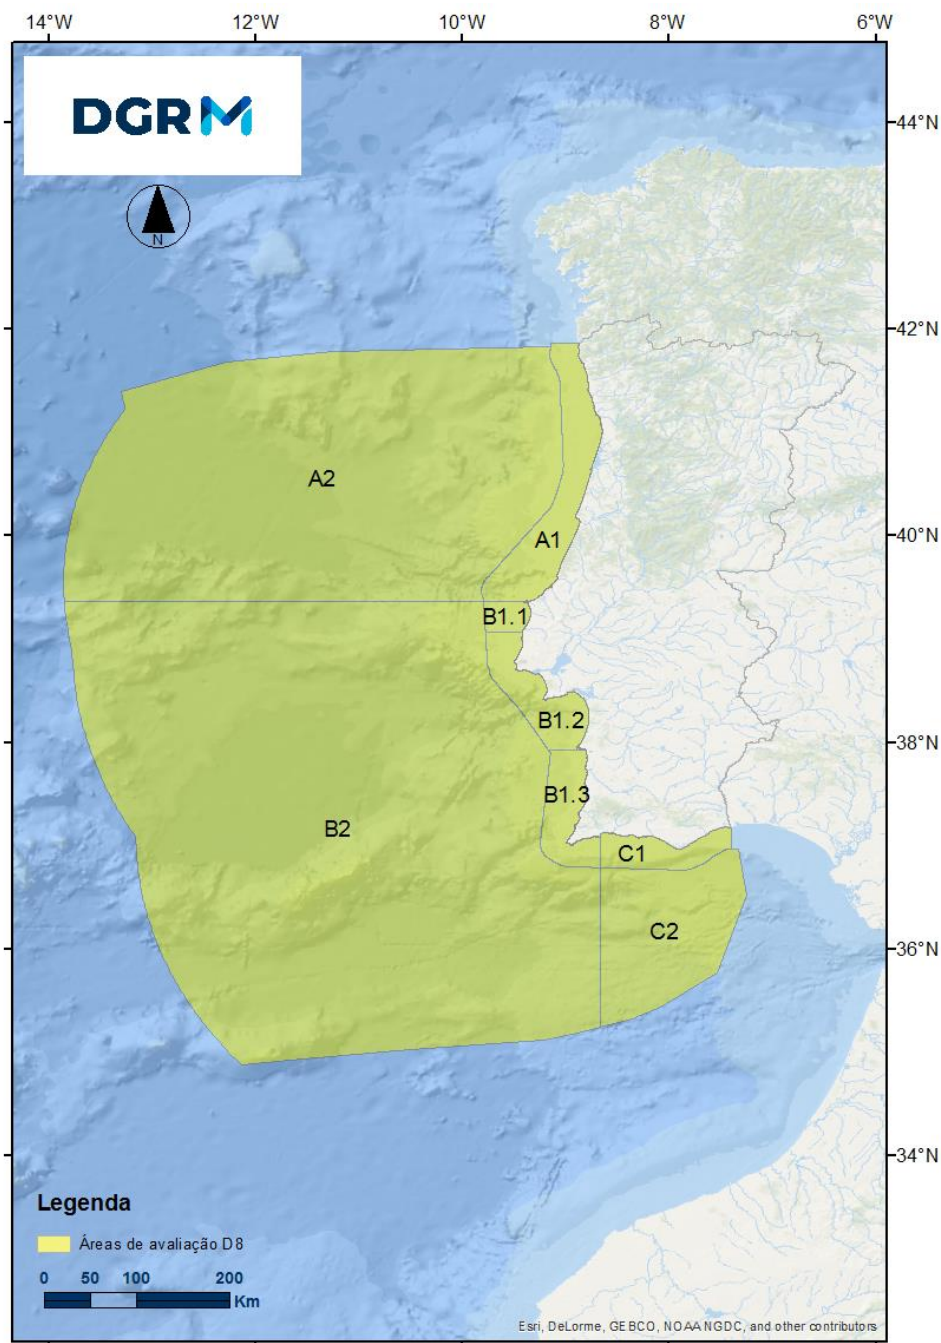 14°W 12°W 10°W 8°W 6°W
DGRM
44°N
N
42°N
A2
40°N
A1
B1.1
B1.2
38°N
B1.3
B2
C1
C2
36°N
34°N
Legenda
Áreas de avaliação D8
0 50 100 200
Km
Esri, DeLorme, GEBCO, NOAA NGDC, and other contributors